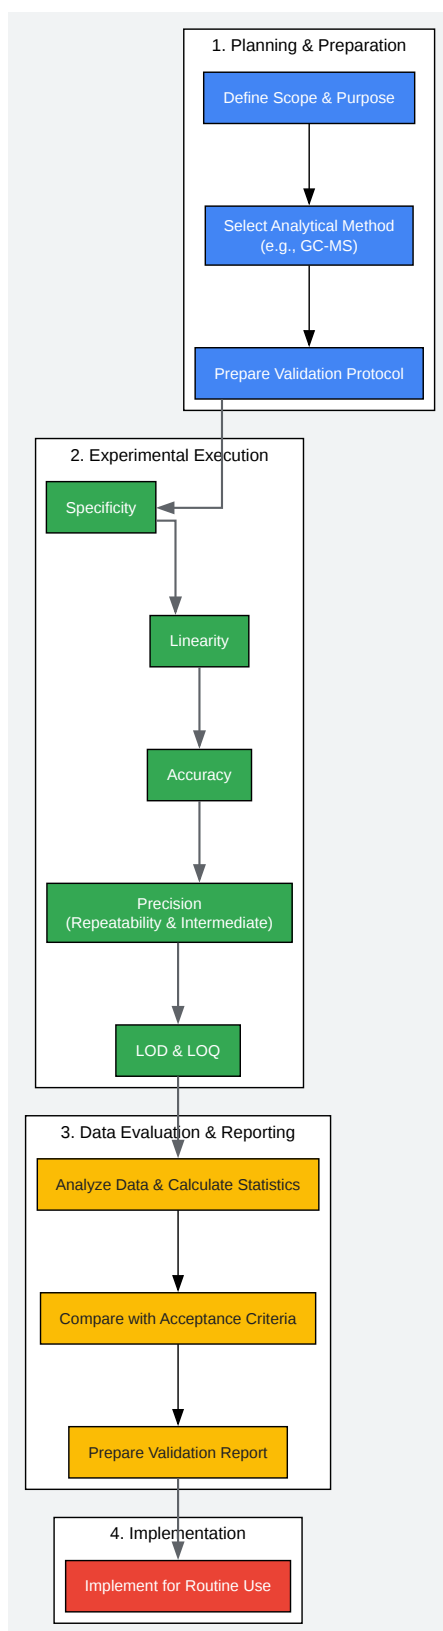 1. Planning & Preparation
Define Scope & Purpose
Select Analytical Method
(e.g., GC-MS)
Prepare Validation Protocol
2. Experimental Execution
Specificity
Linearity
Accuracy
Precision
(Repeatability & Intermediate)
LOD & LOQ
3. Data Evaluation & Reporting
Analyze Data & Calculate Statistics
Compare with Acceptance Criteria
Prepare Validation Report
4. Implementation
Implement for Routine Use